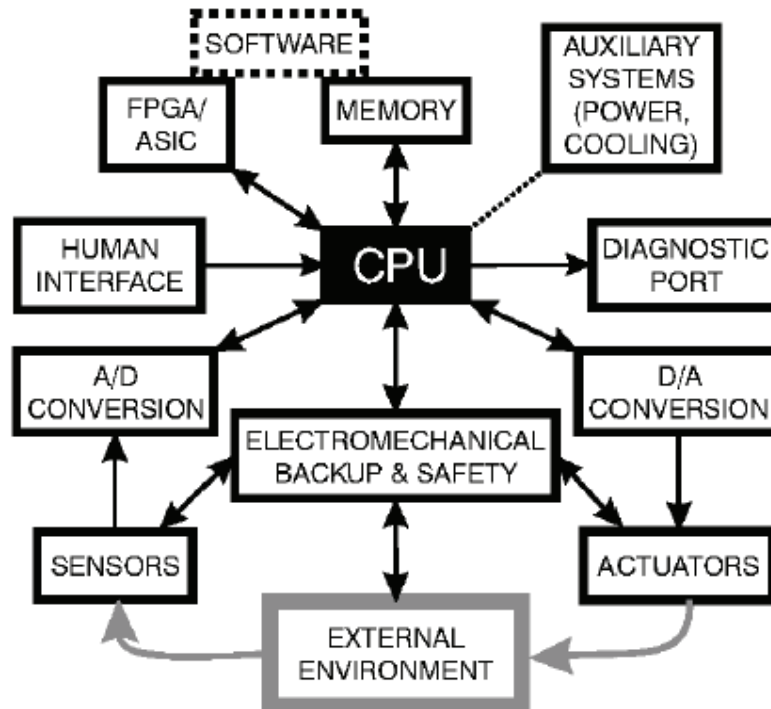 SOFTWARE
FPGA/
ASIC
MEMORY
AUXILIARY
SYSTEMS
(POWER,
COOLING)
HUMAN
INTERFACE
CPU
DIAGNOSTIC
PORT
A/D
CONVERSION
D/A
CONVERSION
ELECTROMECHANICAL
BACKUP & SAFETY
SENSORS
ACTUATORS
EXTERNAL
ENVIRONMENT